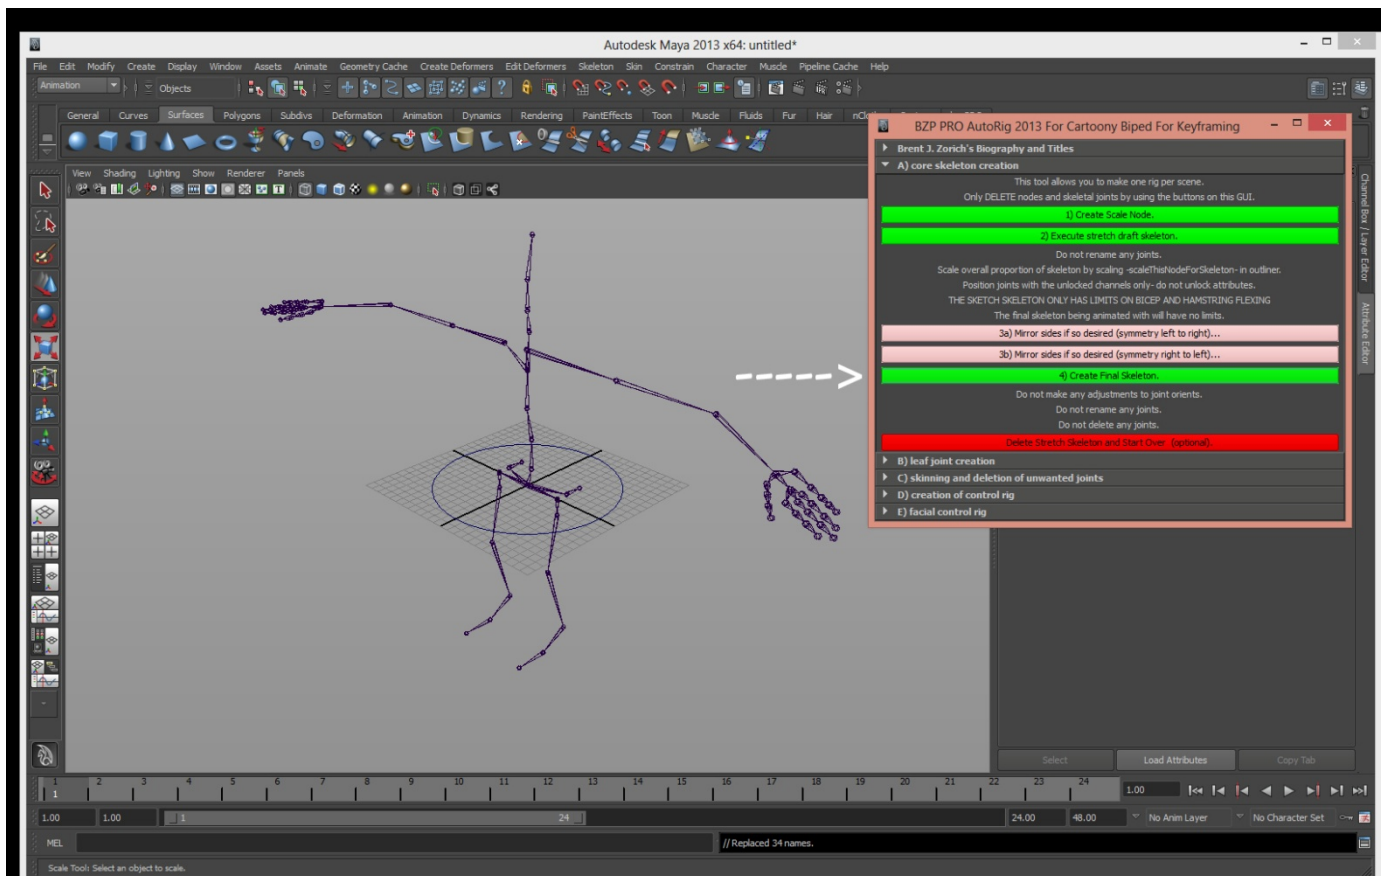 Autodesk Maya 2013 x64: untitled*
File Edit Modify Create Display Window Assets Animate Geometry Cache Create Deformers Edit Deformers Skeleton Skin Constrain Character Muscle Pipeline Cache Help
Animation Objects
General Curves Surfaces Polygons Subdivs Deformation Animation Dynamics Rendering PaintEffects Toon Muscle Fluids Fur Hair
View Shading Lighting Show Renderer Panels
BZP PRO AutoRig 2013 For Cartoony Biped For Keyframing
Brent J. Zorich's Biography and Titles
A) core skeleton creation
This tool allows you to make one rig per scene.
Only DELETE nodes and skeletal joints by using the buttons on this GUI.
1) Create Scale Node.
2) Execute stretch draft skeleton.
Do not rename any joints.
Scale overall proportion of skeleton by scaling -scaleThisNodeForSkeleton- in outliner.
Position joints with the unlocked channels only- do not unlock attributes.
THE SKETCH SKELETON ONLY HAS LIMITS ON BICEP AND HAMSTRING FLEXING
The final skeleton being animated with will have no limits.
3a) Mirror sides if so desired (symmetry left to right)...
3b) Mirror sides if so desired (symmetry right to left)...
4) Create Final Skeleton.
Do not make any adjustments to joint orients.
Do not rename any joints.
Do not delete any joints.
Delete Stretch Skeleton and Start Over (optional).
B) leaf joint creation
C) skinning and deletion of unwanted joints
D) creation of control rig
E) facial control rig
Channel Box / Layer Editor
Attribute Editor
Select Load Attributes Copy Tab
1 2 3 4 5 6 7 8 9 10 11 12 13 14 15 16 17 18 19 20 21 22 23 24
1 1.00
1.00 1.00 1 24 24.00 48.00 No Anim Layer No Character Set
MEL // Replaced 34 names.
Scale Tool: Select an object to scale.